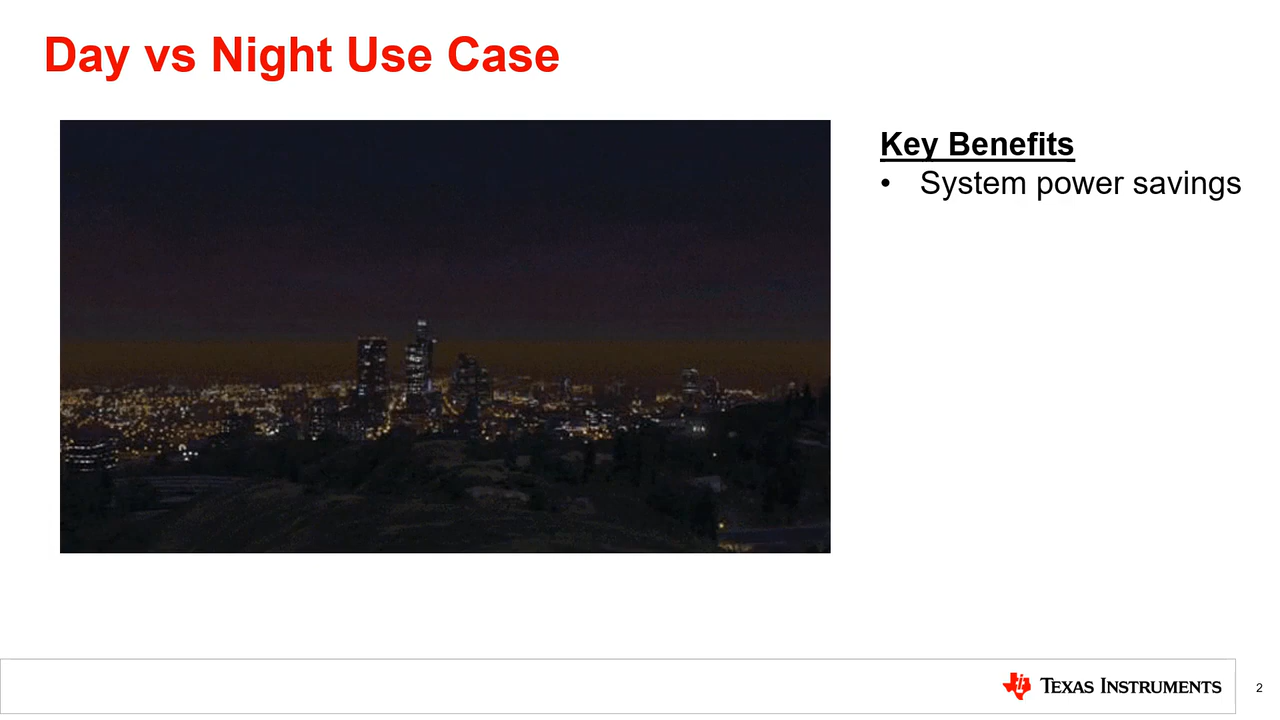 Day vs Night Use Case
Key Benefits
• System power savings
TEXAS INSTRUMENTS
2